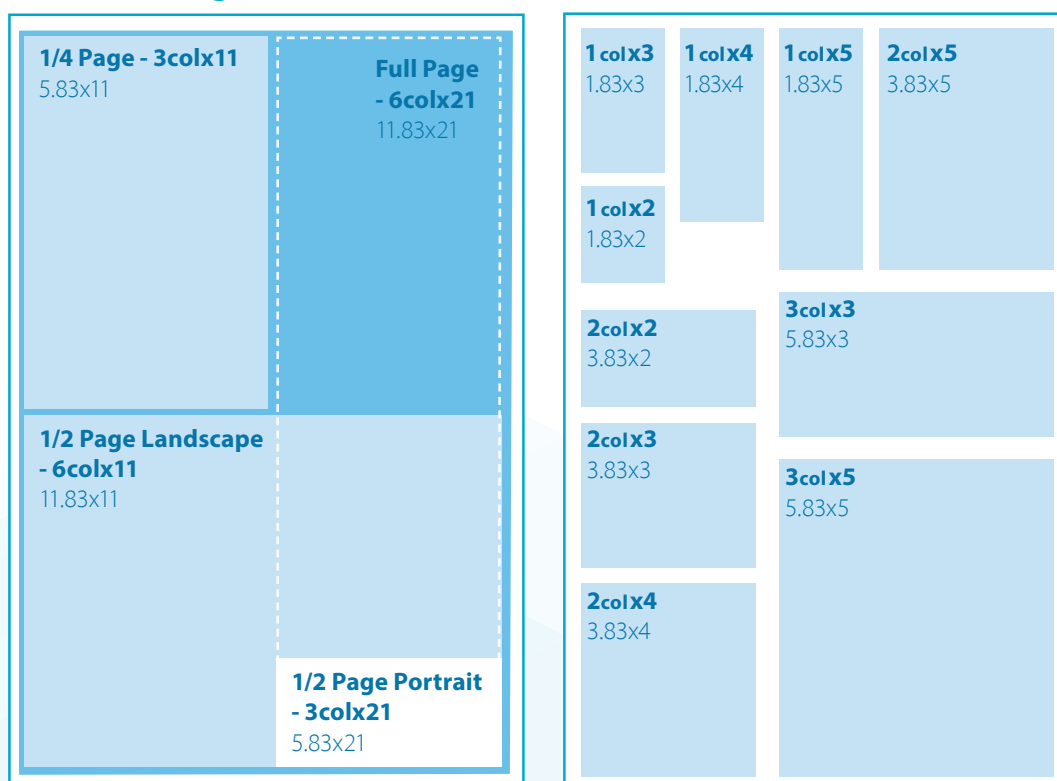 1/4 Page - 3colx11
5.83x11
Full Page
- 6colx21
11.83x21
1/2 Page Landscape
- 6colx11
11.83x11
1/2 Page Portrait
- 3colx21
5.83x21
1colx3
1.83x3
1colx4
1.83x4
1colx5
1.83x5
2colx5
3.83x5
1colx2
1.83x2
2colx2
3.83x2
3colx3
5.83x3
2colx3
3.83x3
3colx5
5.83x5
2colx4
3.83x4